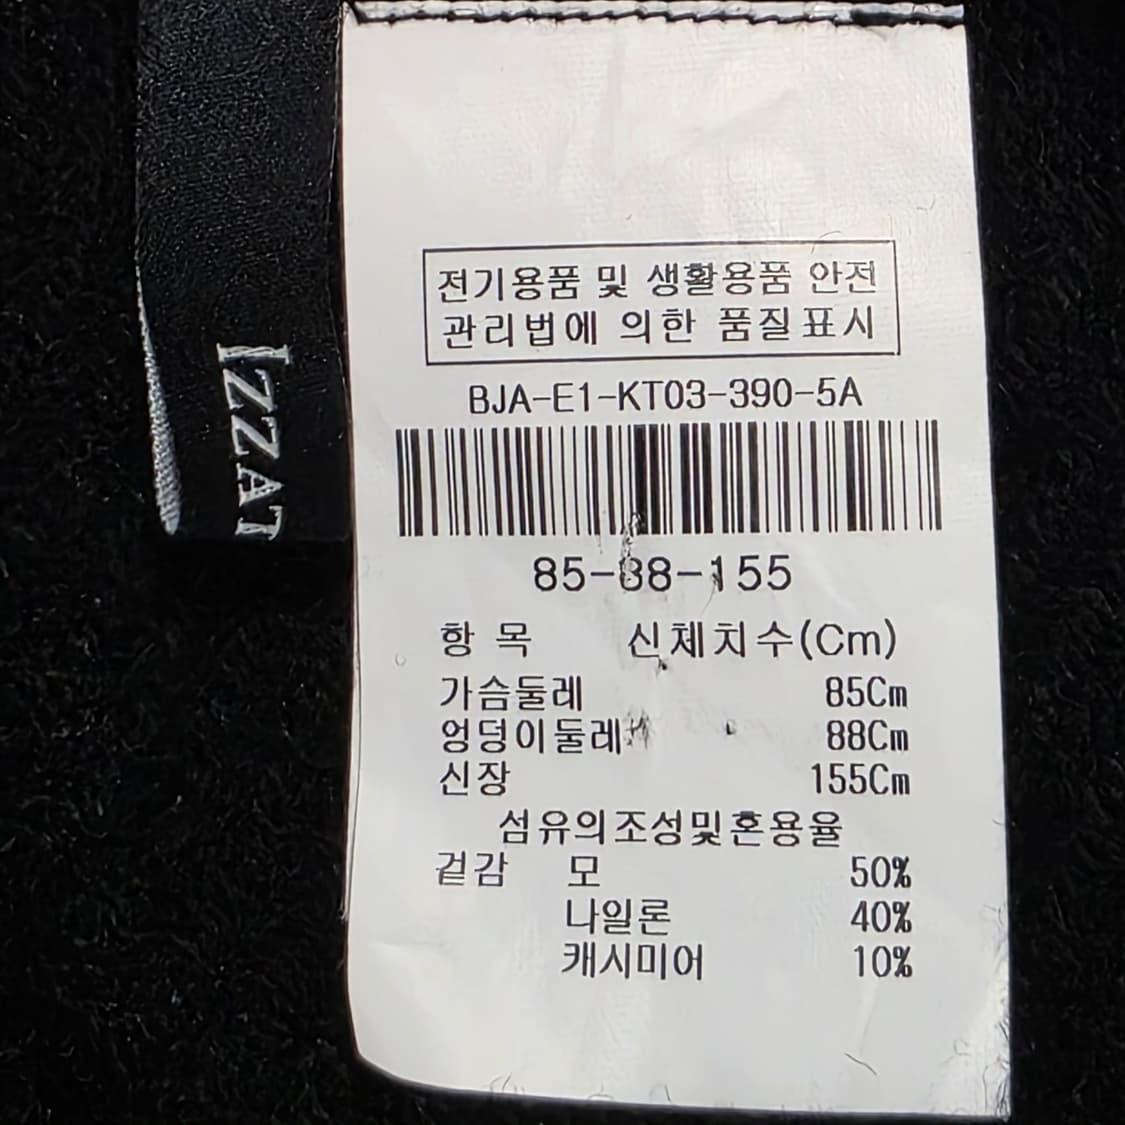 IZZAT
전기용품 및 생활용품 안전
관리법에 의한 품질표시
BJA-E1-KT03-390-5A
85-88-155
항 목 신체치수(Cm)
가슴둘레 85Cm
엉덩이둘레 88Cm
신장 155Cm
섬유의조성및혼용율
겉감 모 50%
나일론 40%
캐시미어 10%